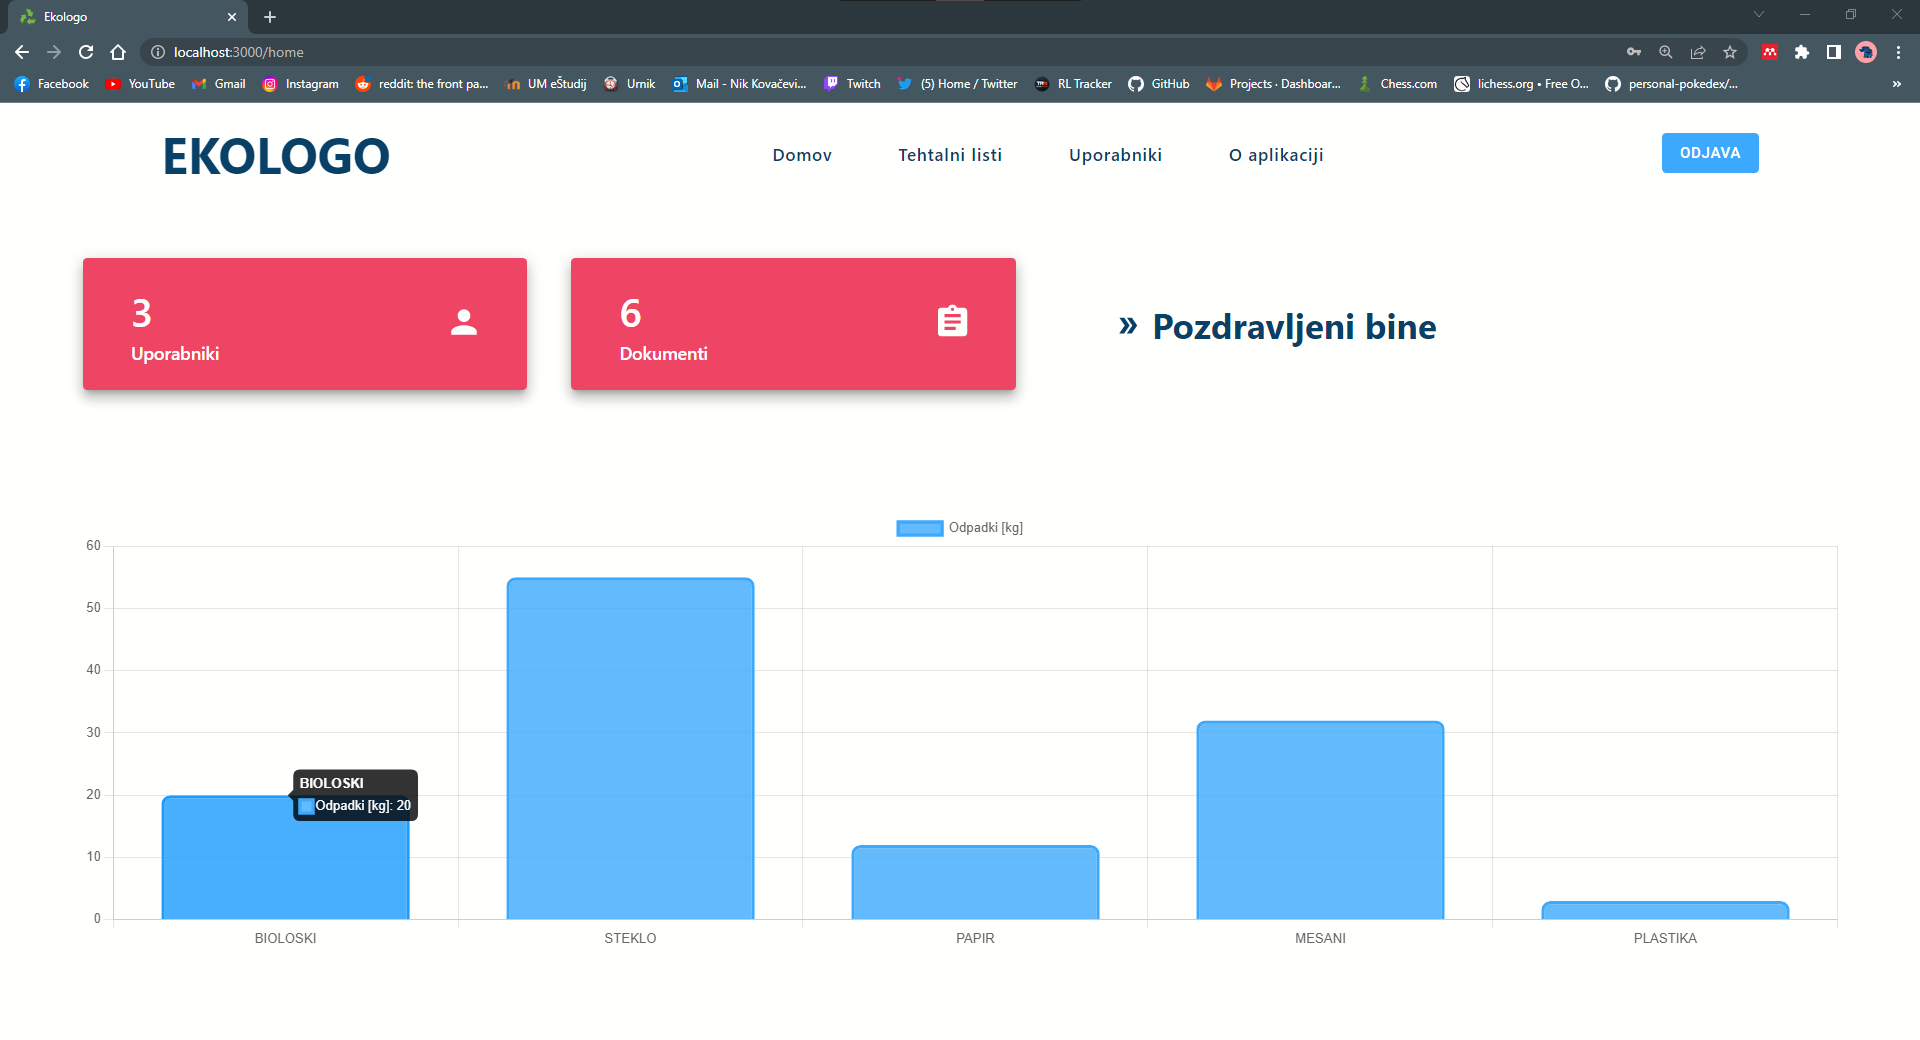 Ekologo
localhost:3000/home
Facebook YouTube Gmail Instagram reddit: the front pa... UM eŠtudij Urnik Mail - Nik Kovačevi... Twitch (5) Home / Twitter RL Tracker GitHub Projects · Dashboar... Chess.com lichess.org • Free O... personal-pokedex/... »
EKOLOGO Domov Tehtalni listi Uporabniki O aplikaciji ODJAVA
3
Uporabniki
6
Dokumenti
» Pozdravljeni bine
Odpadki [kg]
60
50
40
30
20
10
0
BIOLOSKI
Odpadki [kg]: 20
BIOLOSKI STEKLO PAPIR MESANI PLASTIKA